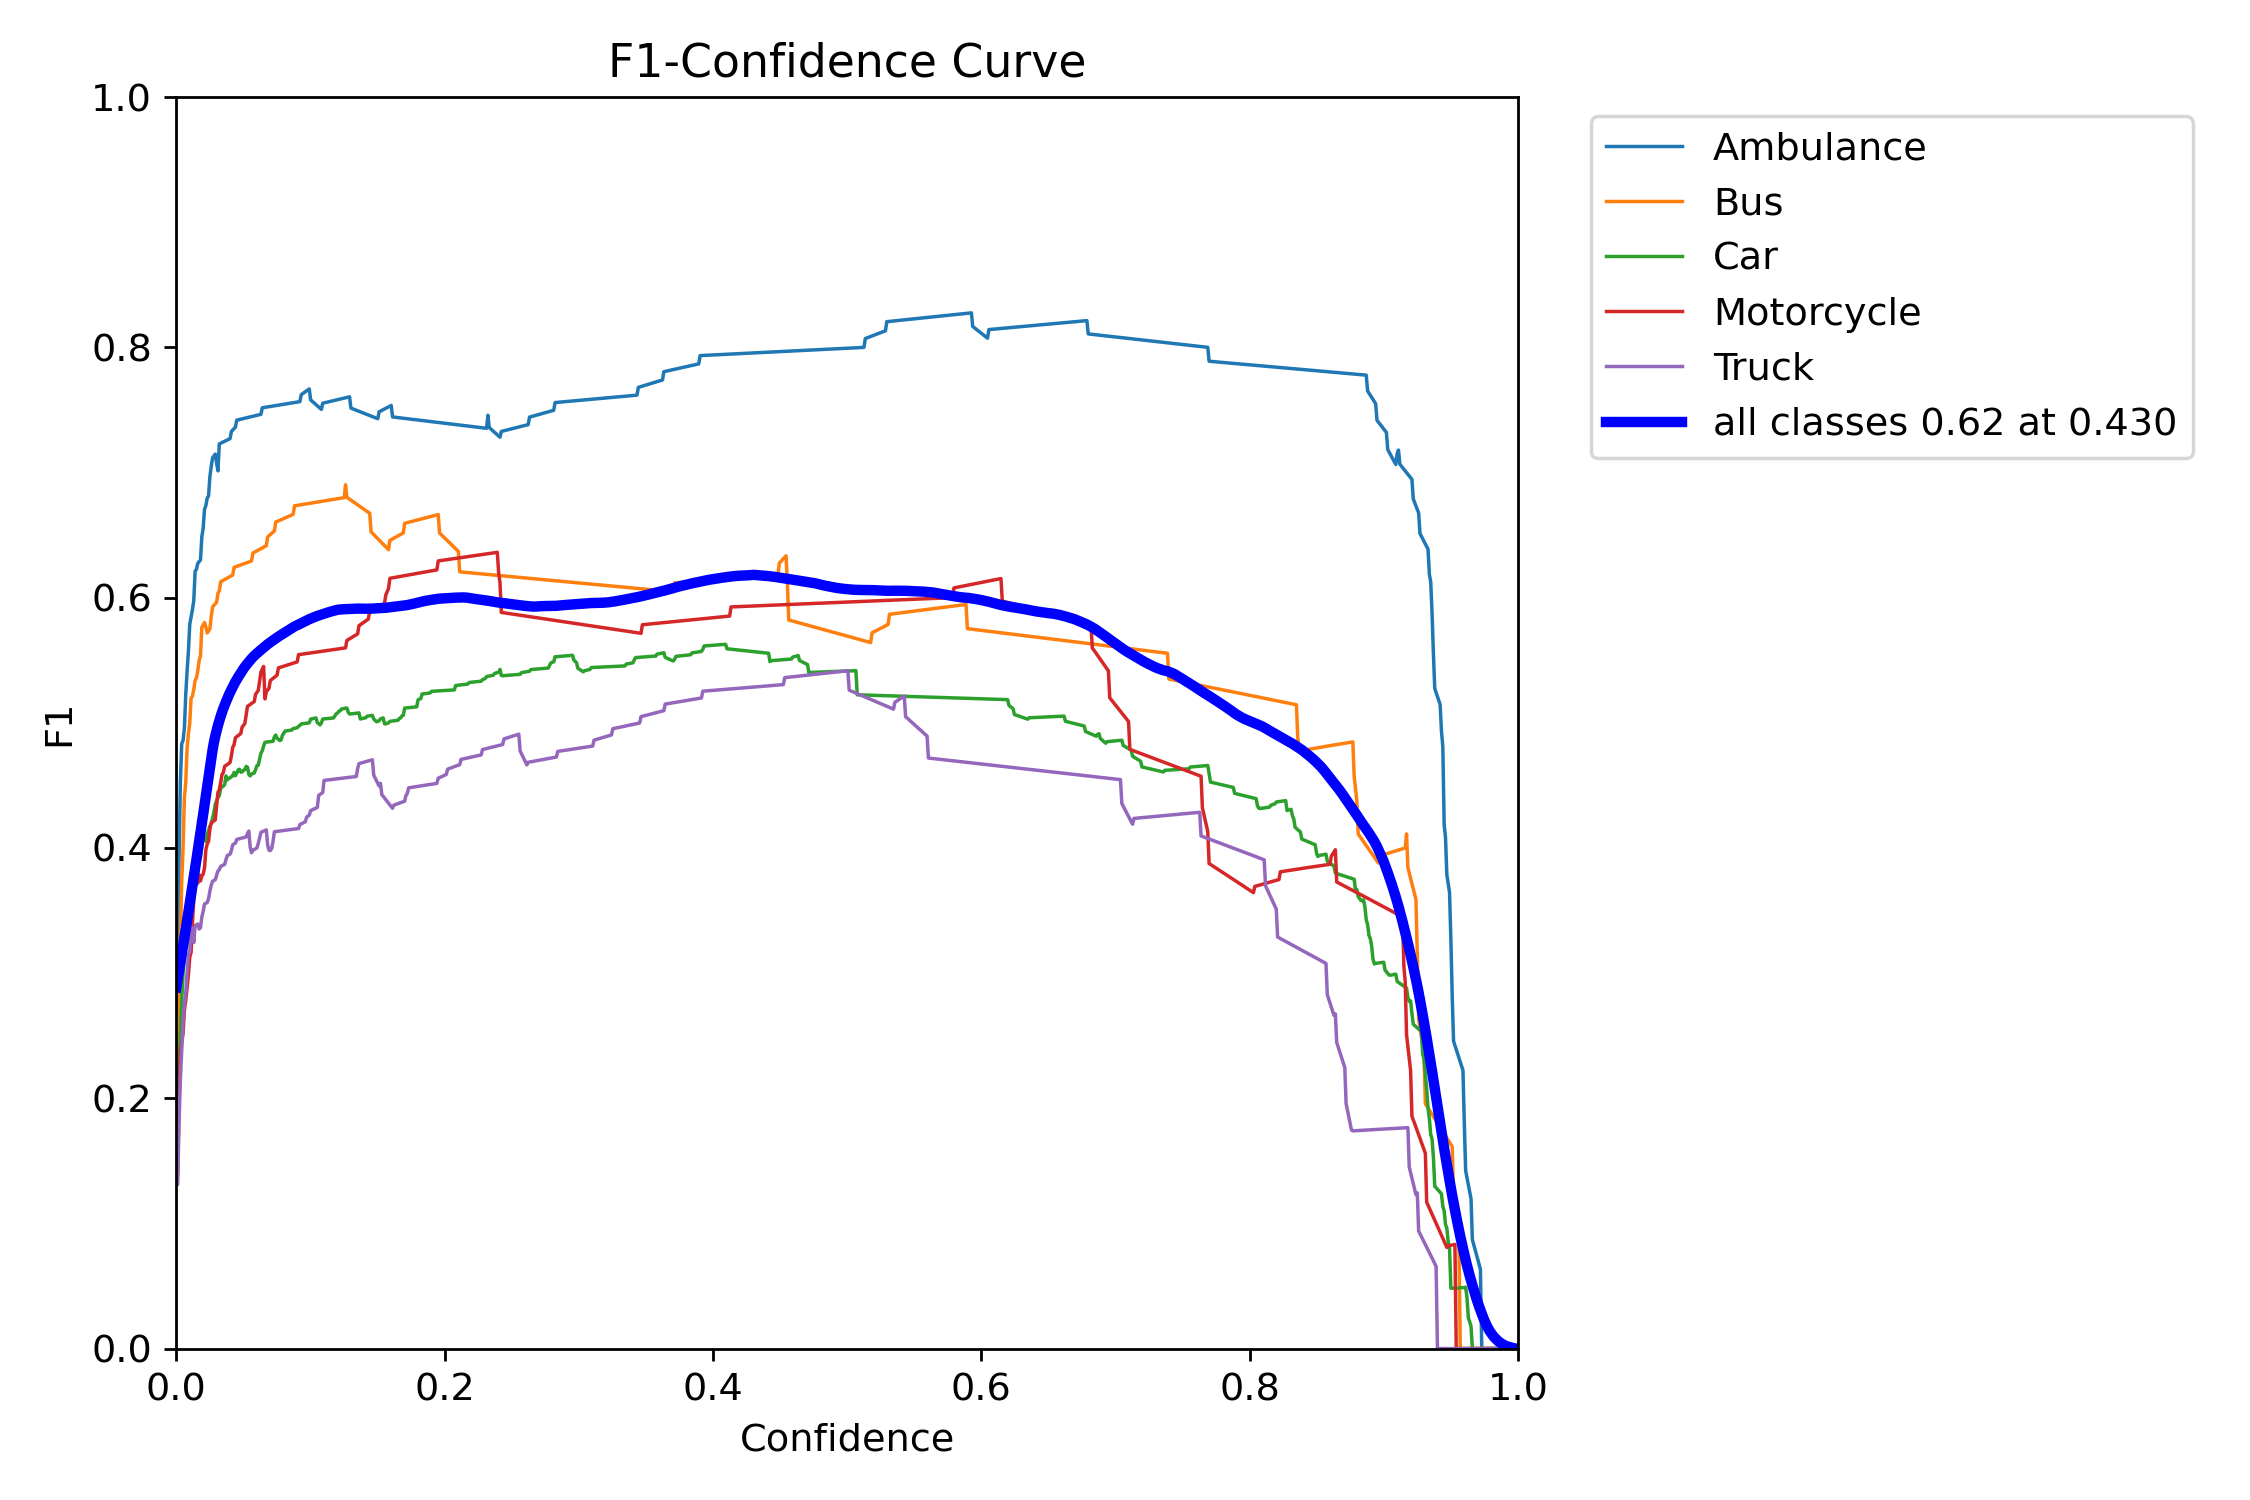 F1-Confidence Curve
1.0
0.8
0.6
0.4
0.2
0.0
F1
0.0 0.2 0.4 0.6 0.8 1.0
Confidence
Ambulance
Bus
Car
Motorcycle
Truck
all classes 0.62 at 0.430